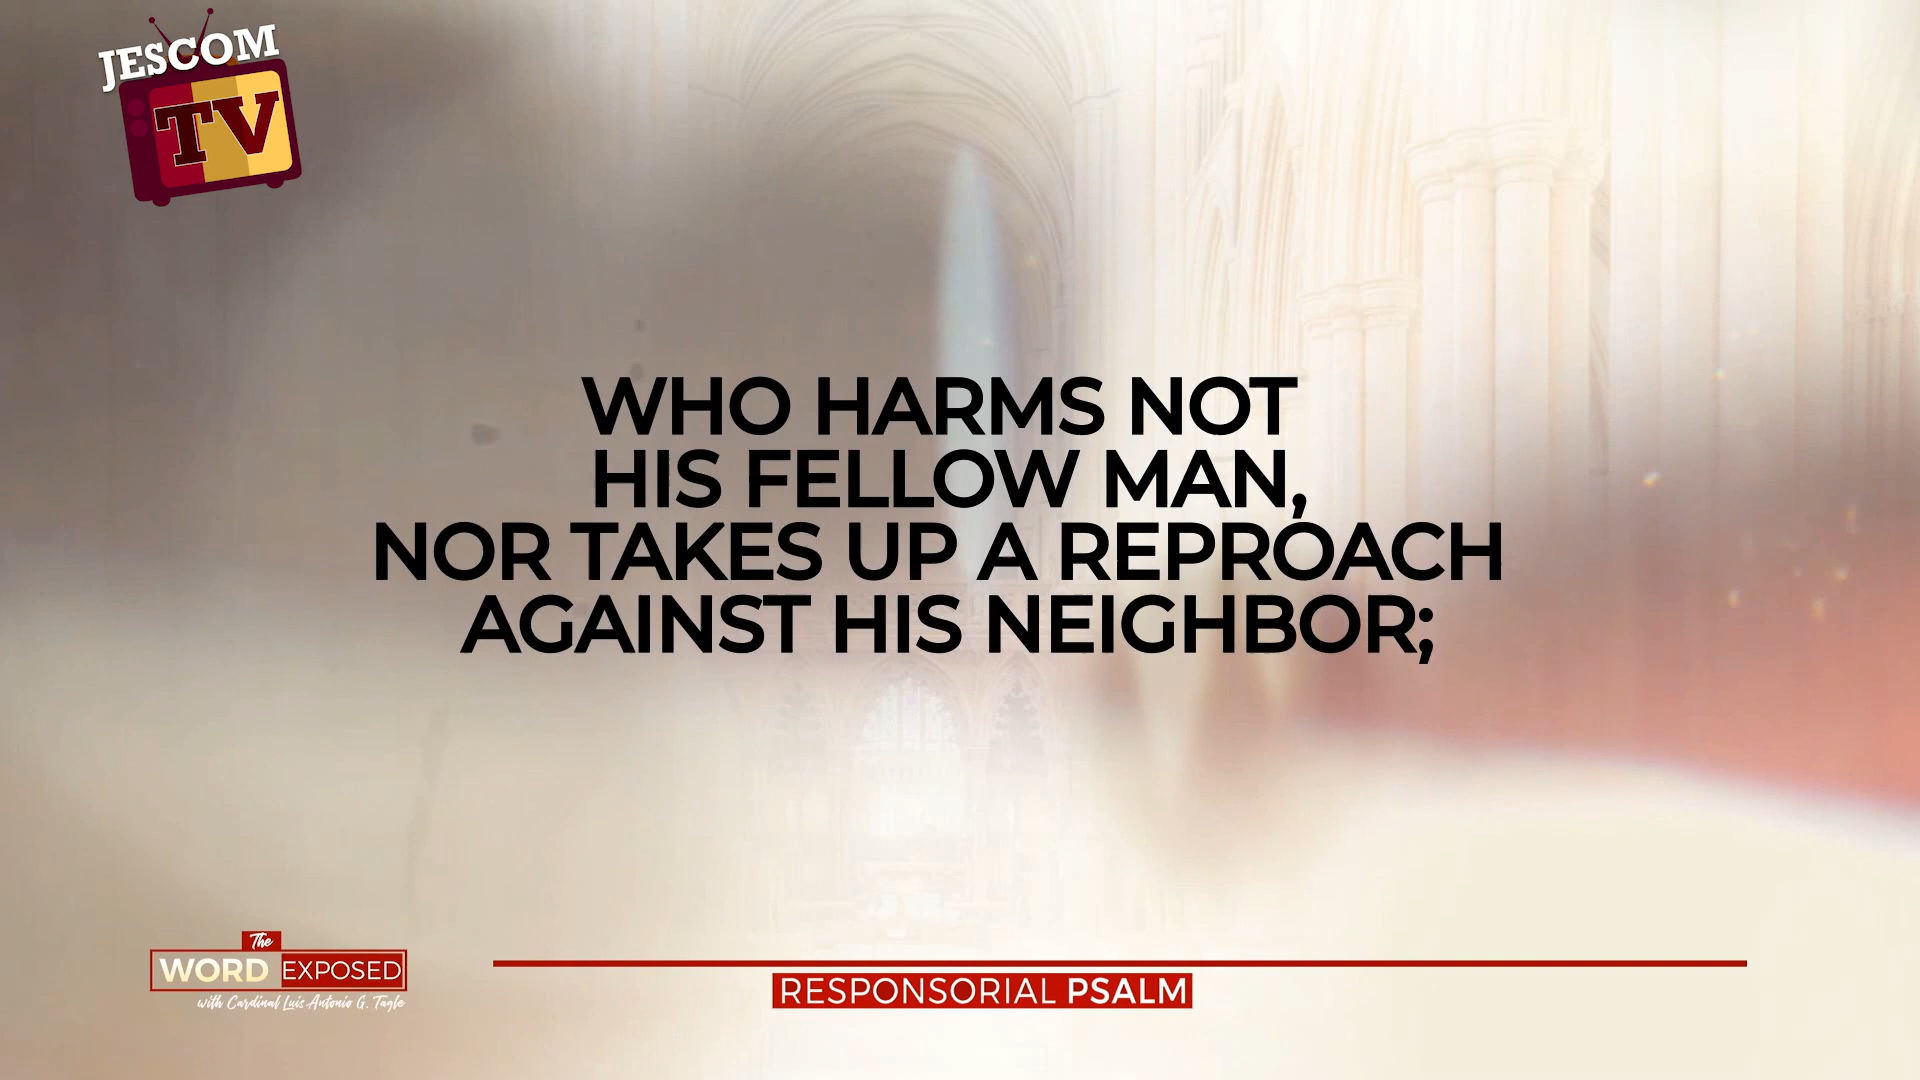 JESCOM
TV
WHO HARMS NOT
HIS FELLOW MAN,
NOR TAKES UP A REPROACH
AGAINST HIS NEIGHBOR;
The
WORD EXPOSED
with Cardinal Luis Antonio G. Tagle
RESPONSORIAL PSALM